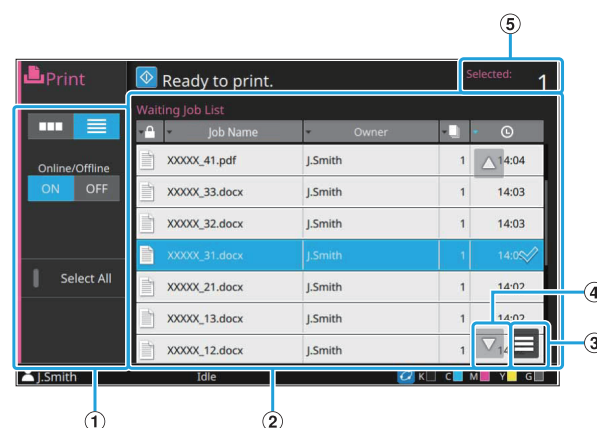 ⑤
Print
Ready to print.
Selected:
1
Waiting Job List
Job Name Owner
Online/Offline
ON OFF
XXXXX_41.pdf J.Smith 1 14:04
XXXXX_33.docx J.Smith 1 14:03
XXXXX_32.docx J.Smith 1 14:03
XXXXX_31.docx J.Smith 1
Select All
XXXXX_21.docx J.Smith 1 14:02
④
XXXXX_13.docx J.Smith 1 14:02
XXXXX_12.docx J.Smith 1
③
J.Smith Idle K C M Y G
① ②